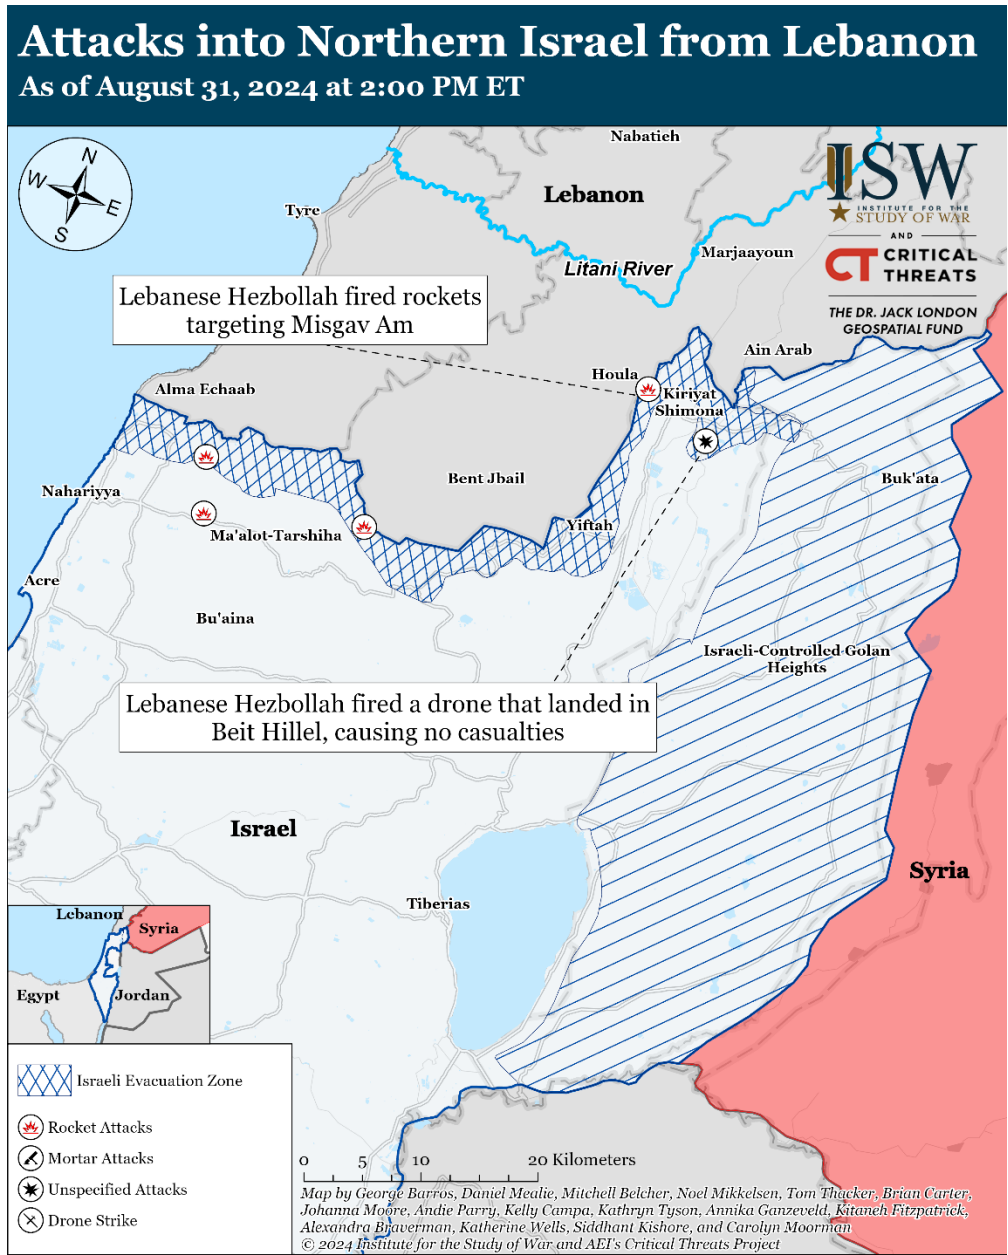 Attacks into Northern Israel from Lebanon
As of August 31, 2024 at 2:00 PM ET
N
W
E
S
Nabatieh
Lebanon
Tyre
Litani River
Marjaayoun
ISW
INSTITUTE FOR THE
STUDY OF WAR
AND
CT CRITICAL
THREATS
THE DR. JACK LONDON
GEOSPATIAL FUND
Lebanese Hezbollah fired rockets
targeting Misgav Am
Ain Arab
Houla
Alma Echaab
Kiriyat
Shimona
Bent Jbail
Buk'ata
Nahariyya
Ma'alot-Tarshiha
Yiftah
Acre
Bu'aina
Israeli-Controlled Golan
Heights
Lebanese Hezbollah fired a drone that landed in
Beit Hillel, causing no casualties
Israel
Syria
Tiberias
Lebanon
Syria
Egypt
Jordan
Israeli Evacuation Zone
Rocket Attacks
Mortar Attacks
Unspecified Attacks
Drone Strike
0 5 10 20 Kilometers
Map by George Barros, Daniel Mealie, Mitchell Belcher, Noel Mikkelsen, Tom Thacker, Brian Carter,
Johanna Moore, Andie Parry, Kelly Campa, Kathryn Tyson, Annika Ganzeveld, Kitaneh Fitzpatrick,
Alexandra Braverman, Katherine Wells, Siddhant Kishore, and Carolyn Moorman
© 2024 Institute for the Study of War and AEI's Critical Threats Project